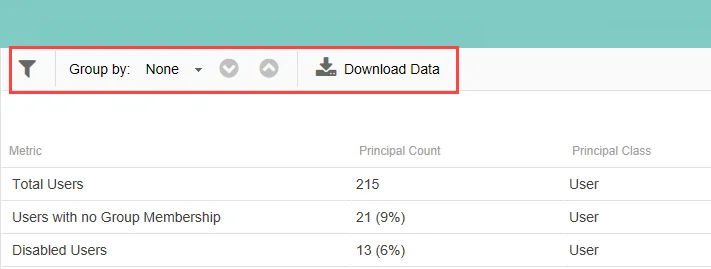 Group by: None Download Data
Metric Principal Count Principal Class
Total Users 215 User
Users with no Group Membership 21 (9%) User
Disabled Users 13 (6%) User